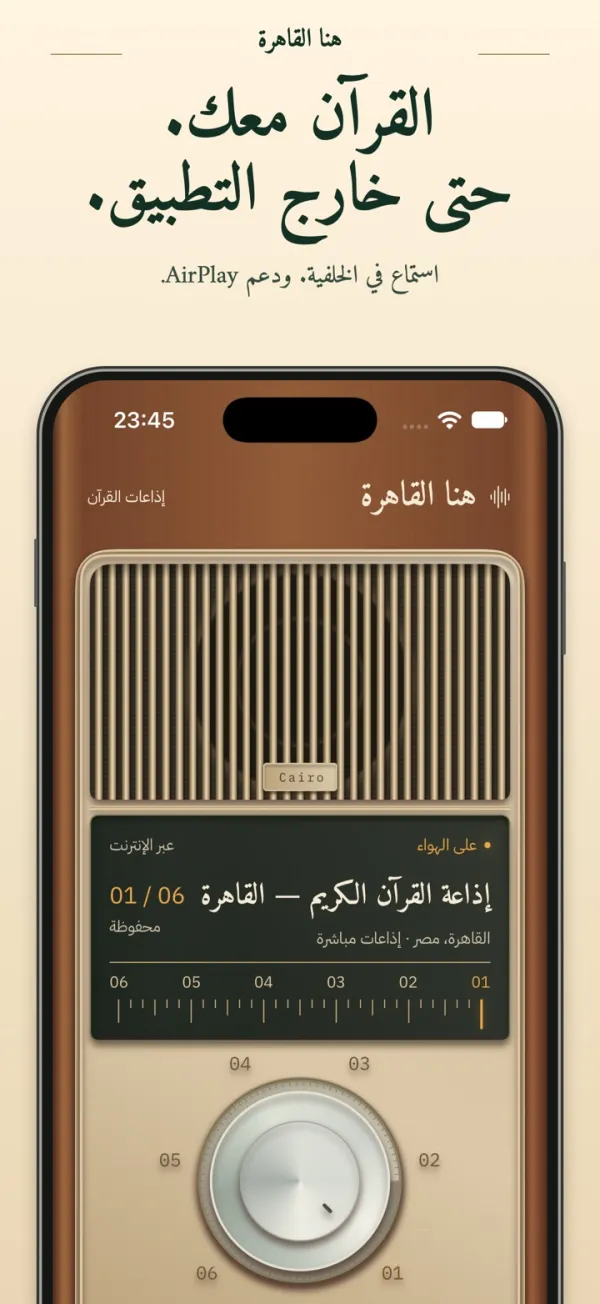 هنا القاهرة
القرآن معك.
حتى خارج التطبيق.
استماع في الخلفية. ودعم AirPlay.
23:45
هنا القاهرة
إذاعات القرآن
Cairo
على الهواء
عبر الإنترنت
إذاعة القرآن الكريم — القاهرة
01 / 06
القاهرة، مصر · إذاعات مباشرة
محفوظة
01 02 03 04 05 06
04 03
05 02
06 01